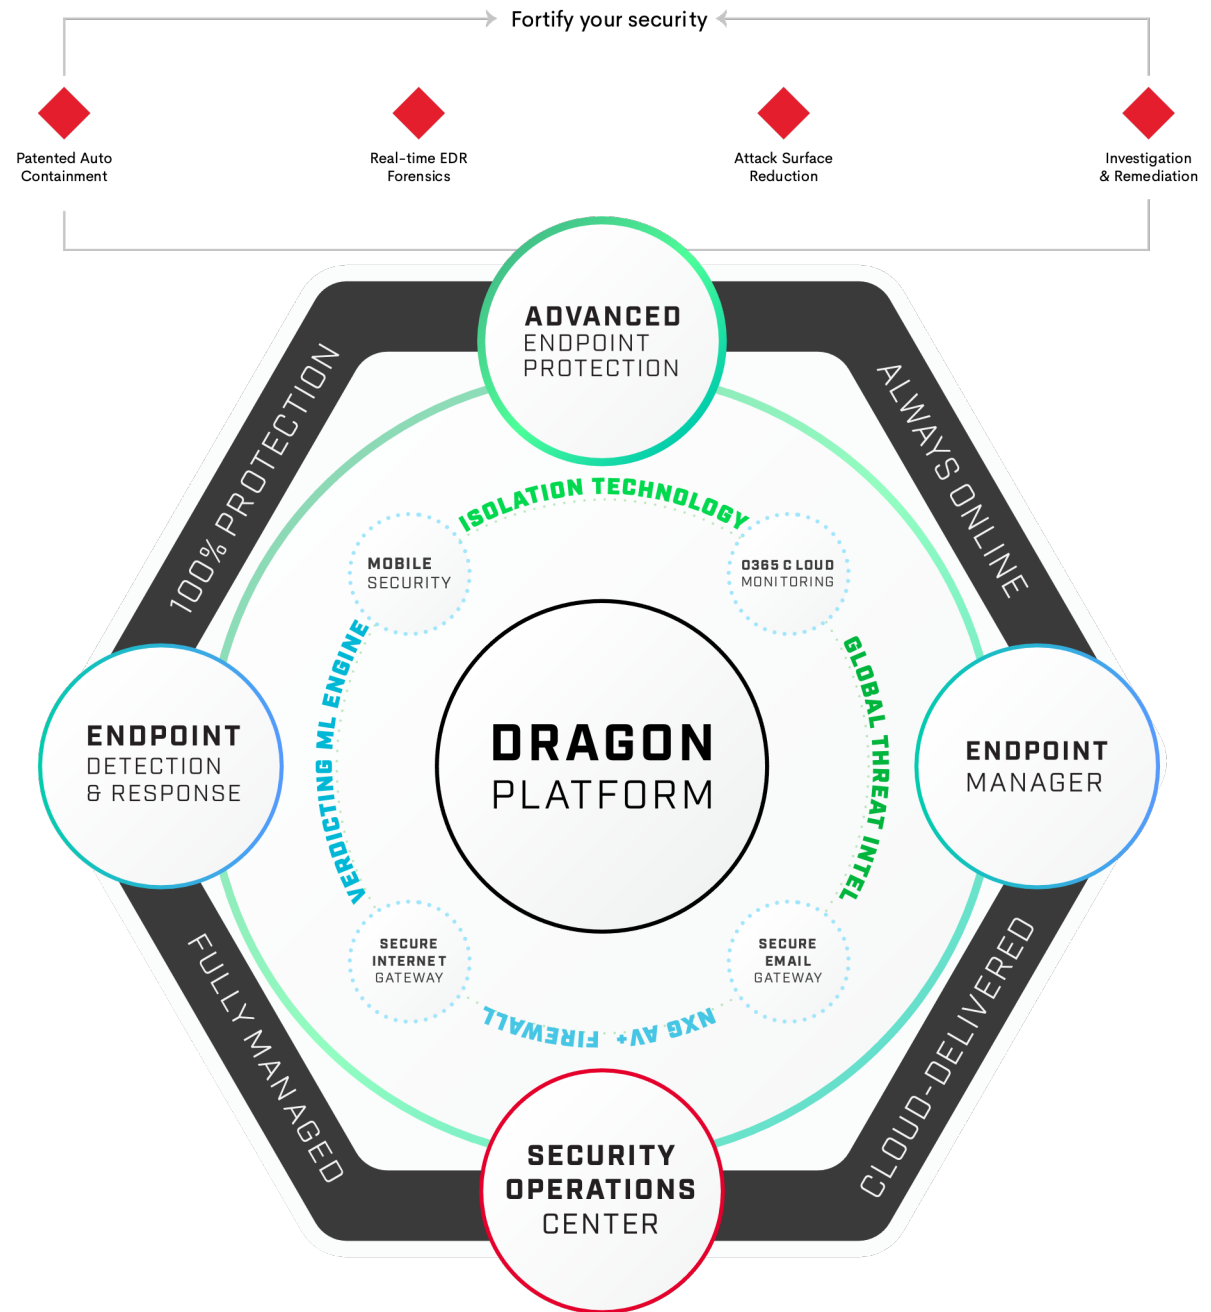 Fortify your security
Patented Auto
Containment
Real-time EDR
Forensics
Attack Surface
Reduction
Investigation
& Remediation
ADVANCED
ENDPOINT
PROTECTION
100% PROTECTION
ALWAYS ONLINE
ISOLATION TECHNOLOGY
MOBILE
SECURITY
O365 C LOUD
MONITORING
VERDICTING ML ENGINE
GLOBAL THREAT INTEL
ENDPOINT
DETECTION
& RESPONSE
DRAGON
PLATFORM
ENDPOINT
MANAGER
SECURE
INTERNET
GATEWAY
SECURE
EMAIL
GATEWAY
NXG AV+ FIREWALL
FULLY MANAGED
CLOUD-DELIVERED
SECURITY
OPERATIONS
CENTER